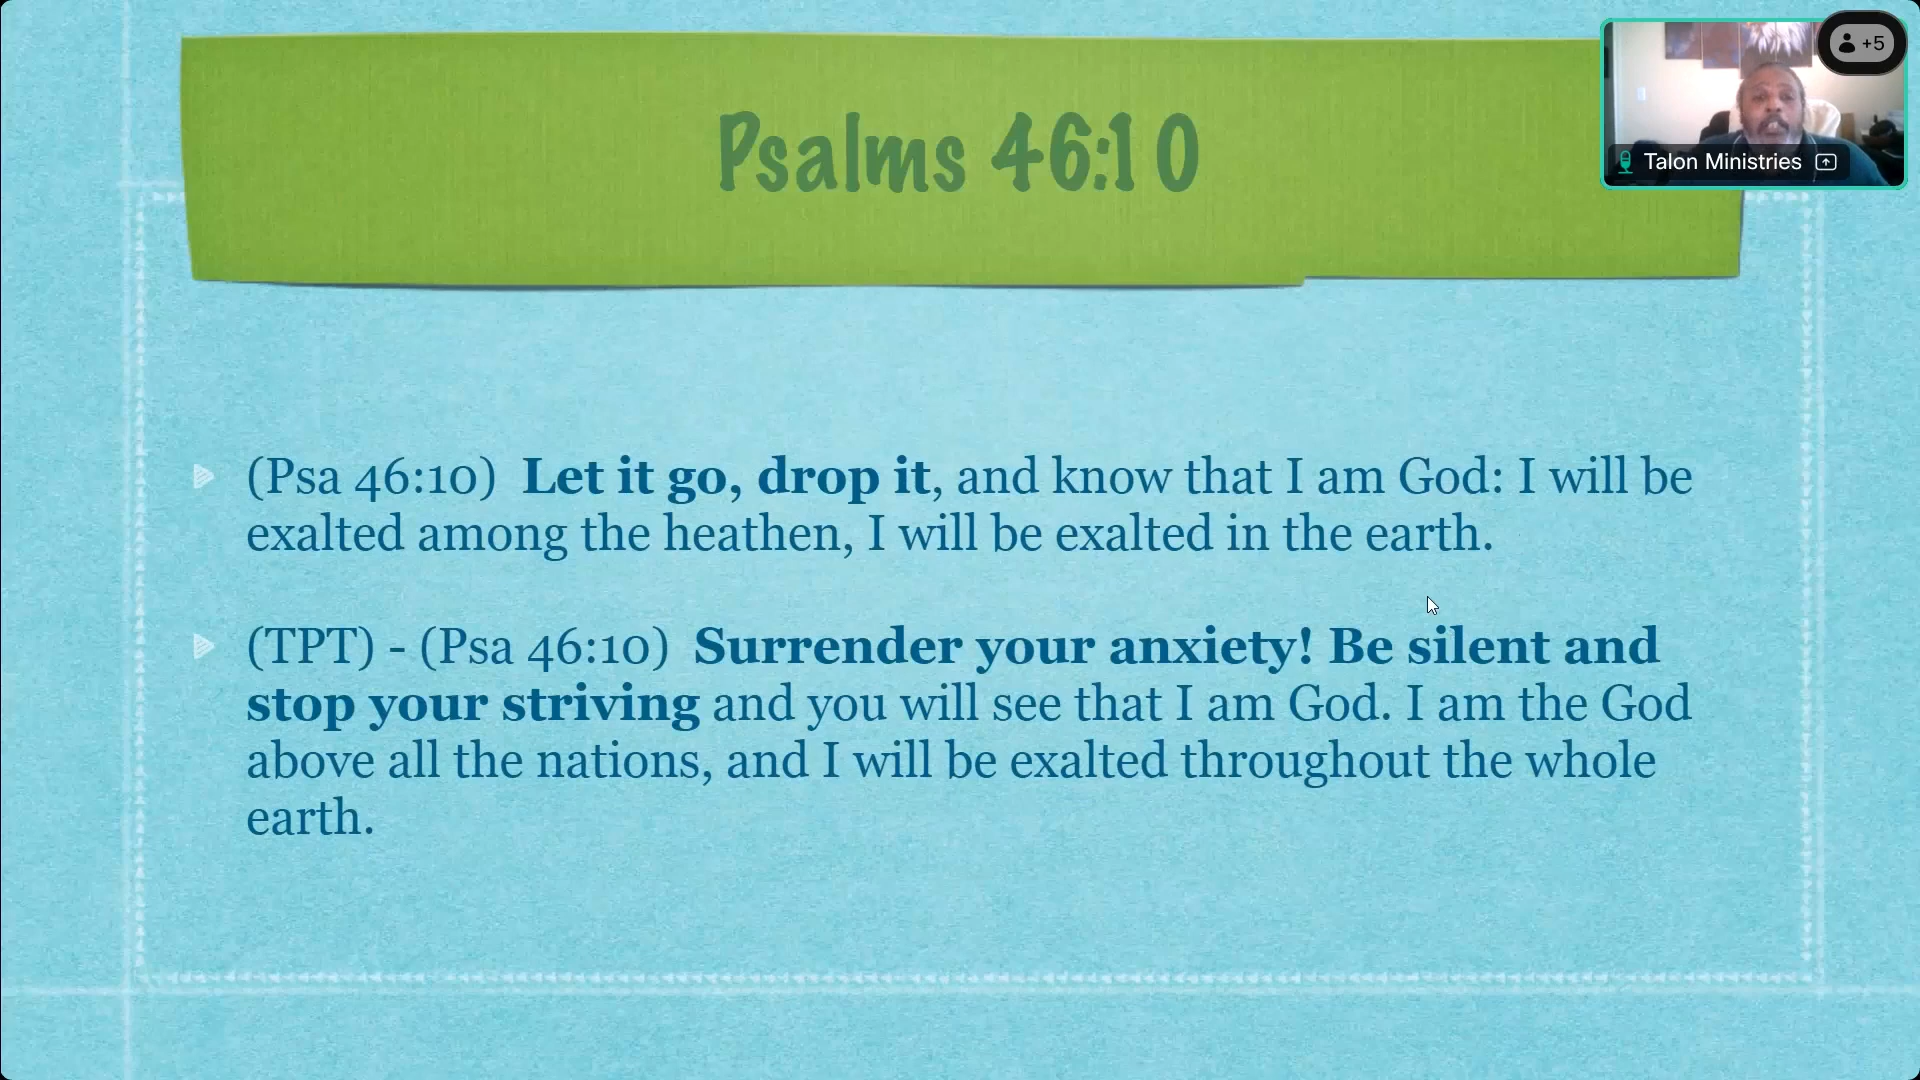 Psalms 46:10
+5
Talon Ministries
(Psa 46:10)  Let it go, drop it, and know that I am God: I will be
exalted among the heathen, I will be exalted in the earth.
(TPT) - (Psa 46:10)  Surrender your anxiety! Be silent and
stop your striving and you will see that I am God. I am the God
above all the nations, and I will be exalted throughout the whole
earth.